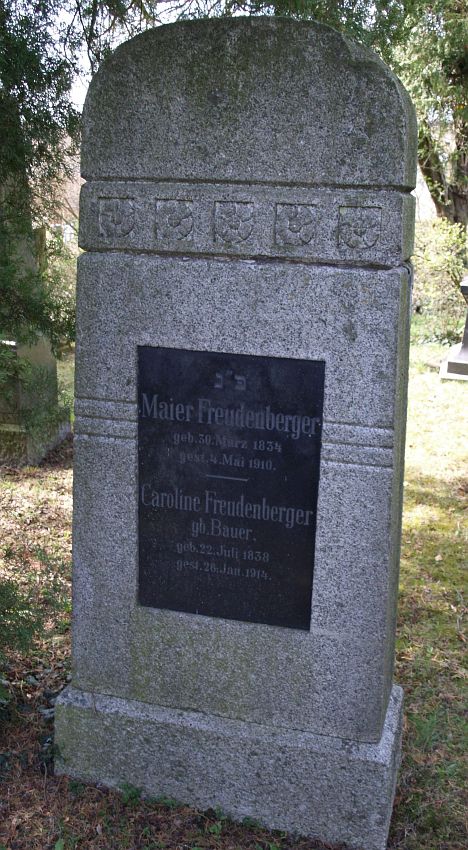 פ״נ
Maier Freudenberger
geb. 30. März 1834
gest. 4. Mai 1910.
Caroline Freudenberger
gb. Bauer.
geb. 22. Juli 1838
gest. 26. Jan. 1914.